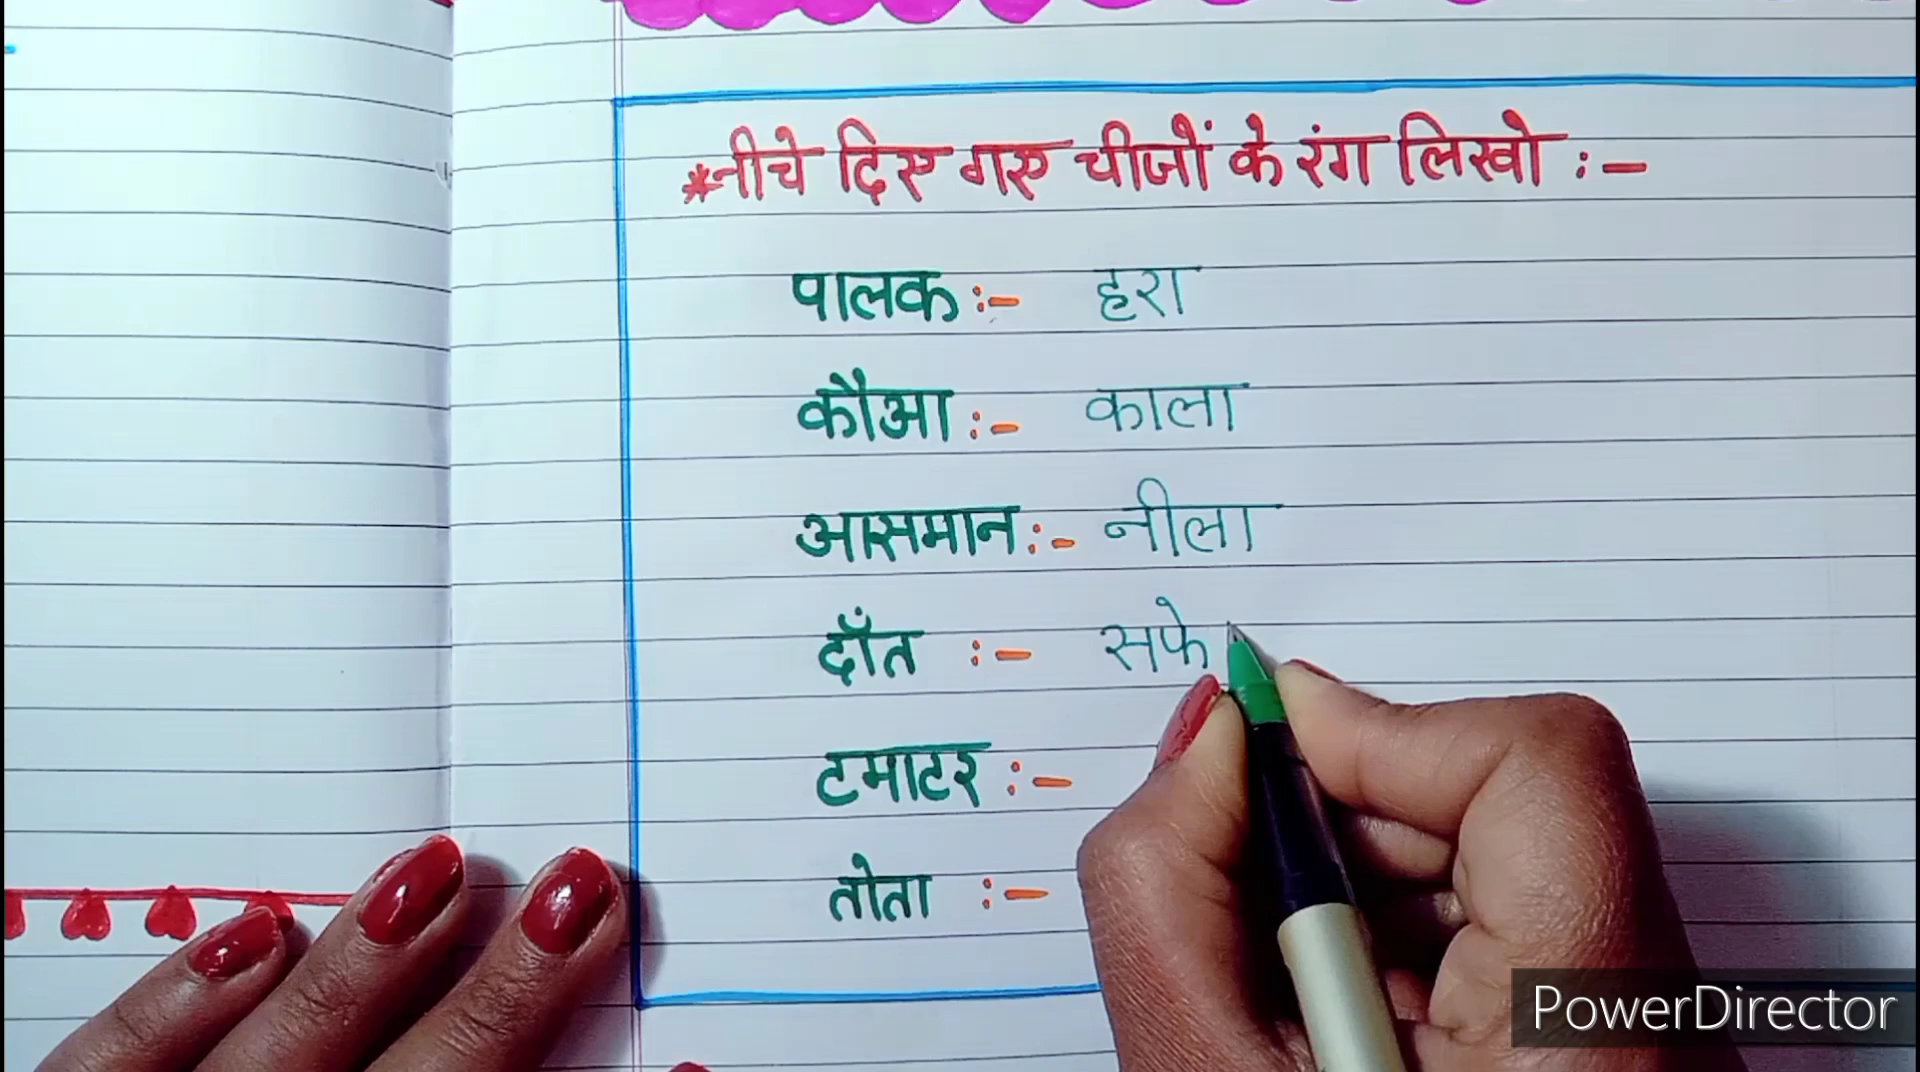 *नीचे दिए गए चीजों के रंग लिखो :-
पालक :- हरा
कौआ :- काला
आसमान :- नीला
दाँत :- सफे
टमाटर :-
तोता :-
PowerDirector